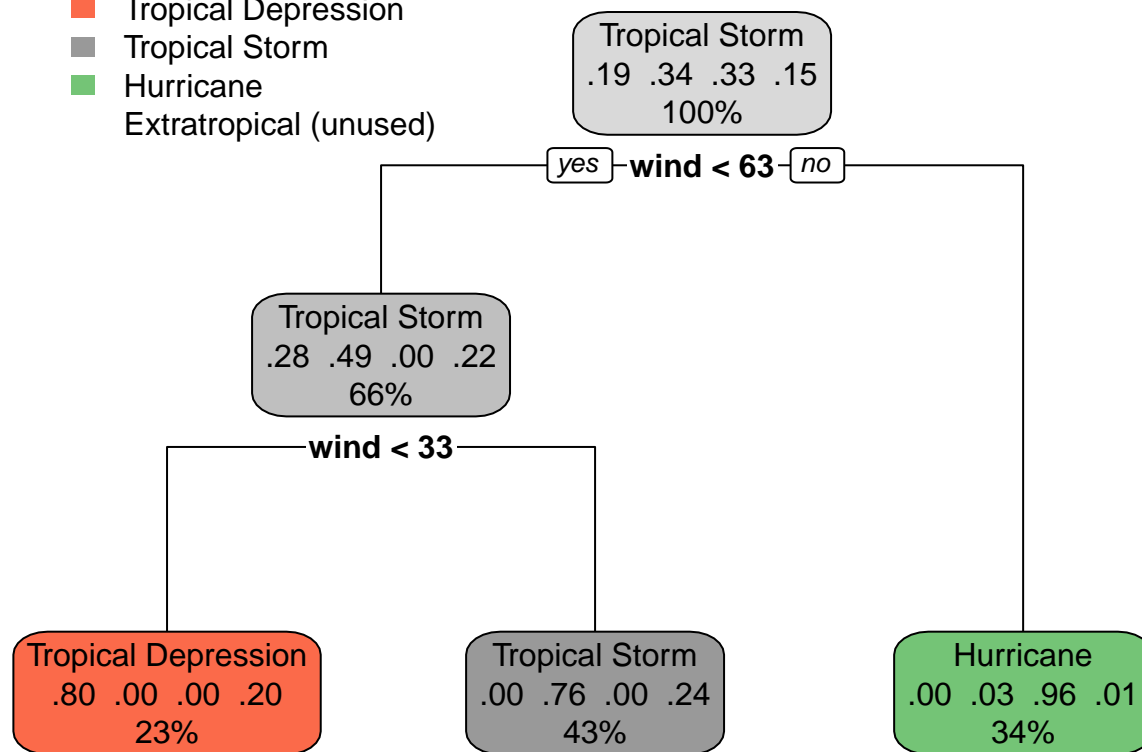 Tropical Depression
Tropical Storm
Hurricane
Extratropical (unused)
Tropical Storm
.19 .34 .33 .15
100%
yes wind < 63 no
Tropical Storm
.28 .49 .00 .22
66%
wind < 33
Tropical Depression
.80 .00 .00 .20
23%
Tropical Storm
.00 .76 .00 .24
43%
Hurricane
.00 .03 .96 .01
34%